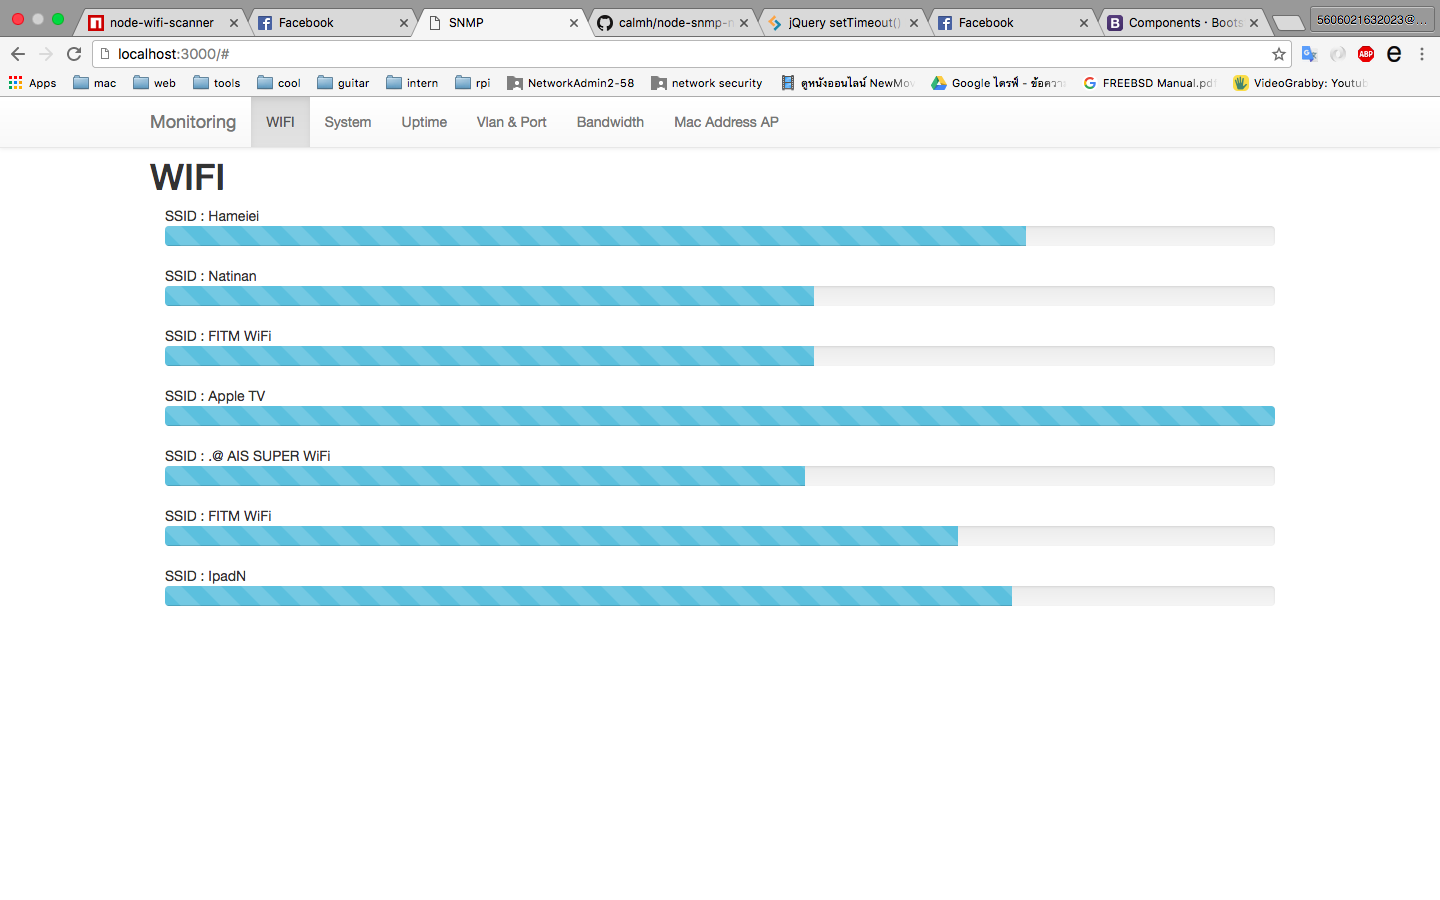 node-wifi-scanner
Facebook
SNMP
calmh/node-snmp-n
jQuery setTimeout()
Facebook
Components · Boots
5606021632023@...
localhost:3000/#
Apps
mac
web
tools
cool
guitar
intern
rpi
NetworkAdmin2-58
network security
ดูหนังออนไลน์ NewMov
Google ไดรฟ์ - ข้อความ
FREEBSD Manual.pdf
VideoGrabby: Youtub
ABP
Monitoring
WIFI
System
Uptime
Vlan & Port
Bandwidth
Mac Address AP
WIFI
SSID : Hameiei
SSID : Natinan
SSID : FITM WiFi
SSID : Apple TV
SSID : .@ AIS SUPER WiFi
SSID : FITM WiFi
SSID : IpadN